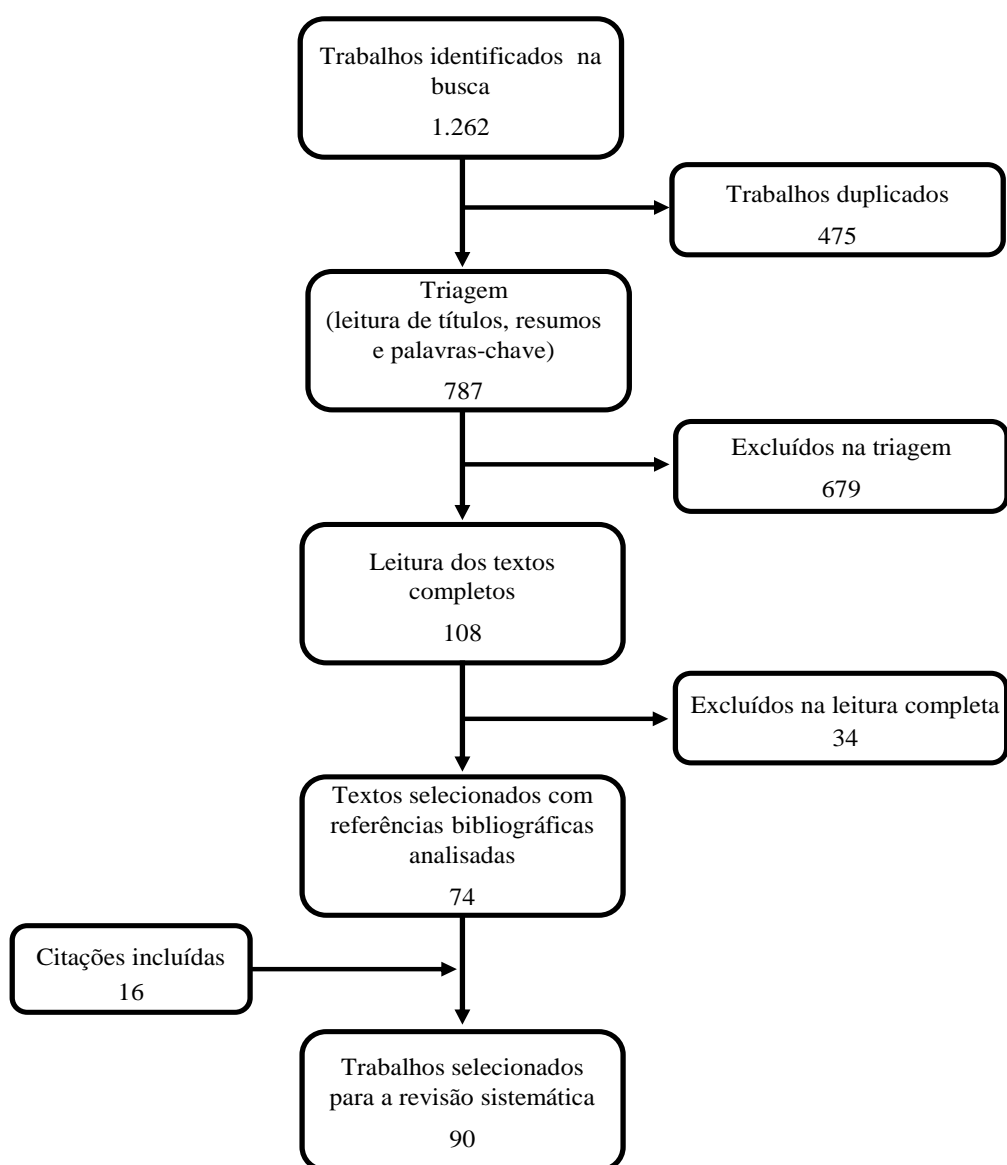 Trabalhos identificados na
busca
1.262
Trabalhos duplicados
475
Triagem
(leitura de títulos, resumos
e palavras-chave)
787
Excluídos na triagem
679
Leitura dos textos
completos
108
Excluídos na leitura completa
34
Textos selecionados com
referências bibliográficas
analisadas
74
Citações incluídas
16
Trabalhos selecionados
para a revisão sistemática
90